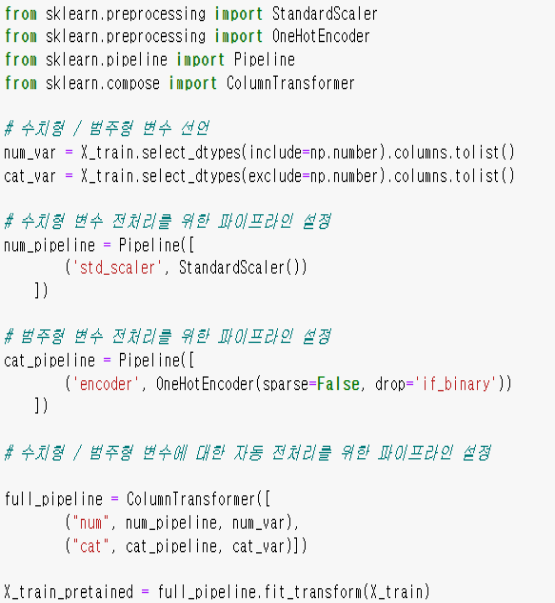 from sklearn.preprocessing import StandardScaler
from sklearn.preprocessing import OneHotEncoder
from sklearn.pipeline import Pipeline
from sklearn.compose import ColumnTransformer

# 수치형 / 범주형 변수 선언
num_var = X_train.select_dtypes(include=np.number).columns.tolist()
cat_var = X_train.select_dtypes(exclude=np.number).columns.tolist()

# 수치형 변수 전처리를 위한 파이프라인 설정
num_pipeline = Pipeline([
        ('std_scaler', StandardScaler())
    ])

# 범주형 변수 전처리를 위한 파이프라인 설정
cat_pipeline = Pipeline([
        ('encoder', OneHotEncoder(sparse=False, drop='if_binary'))
    ])

# 수치형 / 범주형 변수에 대한 자동 전처리를 위한 파이프라인 설정

full_pipeline = ColumnTransformer([
        ("num", num_pipeline, num_var),
        ("cat", cat_pipeline, cat_var)])

X_train_pretained = full_pipeline.fit_transform(X_train)